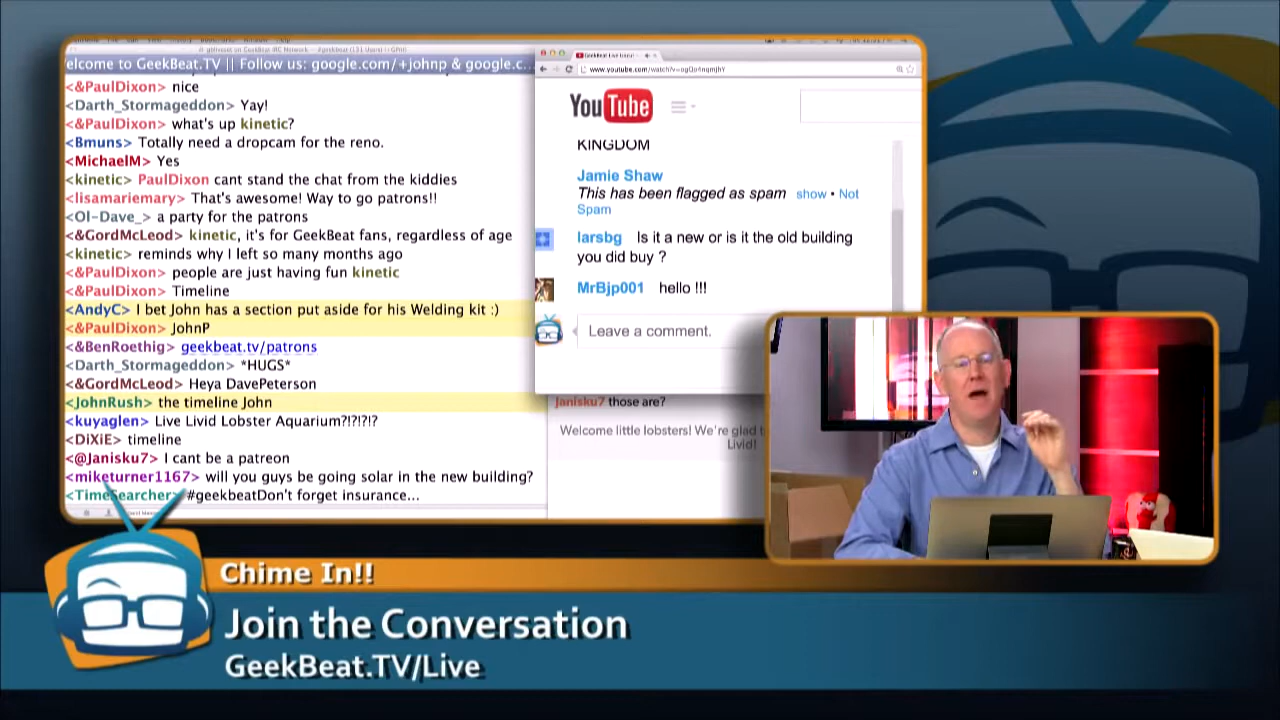 elcome to GeekBeat.TV || Follow us: google.com/+johnp & google.c...
<&PaulDixon> nice
<Darth_Stormageddon> Yay!
<&PaulDixon> what's up kinetic?
<Bmuns> Totally need a dropcam for the reno.
<MichaelM> Yes
<kinetic> PaulDixon cant stand the chat from the kiddies
<lisamariemary> That's awesome! Way to go patrons!!
<Ol-Dave_> a party for the patrons
<&GordMcLeod> kinetic, it's for GeekBeat fans, regardless of age
<kinetic> reminds why I left so many months ago
<&PaulDixon> people are just having fun kinetic
<&PaulDixon> Timeline
<AndyC> I bet John has a section put aside for his Welding kit :)
<&PaulDixon> JohnP
<&BenRoethig> geekbeat.tv/patrons
<Darth_Stormageddon> *HUGS*
<&GordMcLeod> Heya DavePeterson
<JohnRush> the timeline John
<kuyaglen> Live Livid Lobster Aquarium?!?!?!?
<DiXiE> timeline
<@Janisku7> I cant be a patreon
<miketurner1167> will you guys be going solar in the new building?
<TimeSearcher> #geekbeatDon't forget insurance...
YouTube
KINGDOM
Jamie Shaw
This has been flagged as spam show • Not
Spam
larsbg Is it a new or is it the old building
you did buy ?
MrBjp001 hello !!!
Leave a comment.
Janisku7 those are?
Welcome little lobsters! We're glad
Livid!
Chime In!!
Join the Conversation
GeekBeat.TV/Live